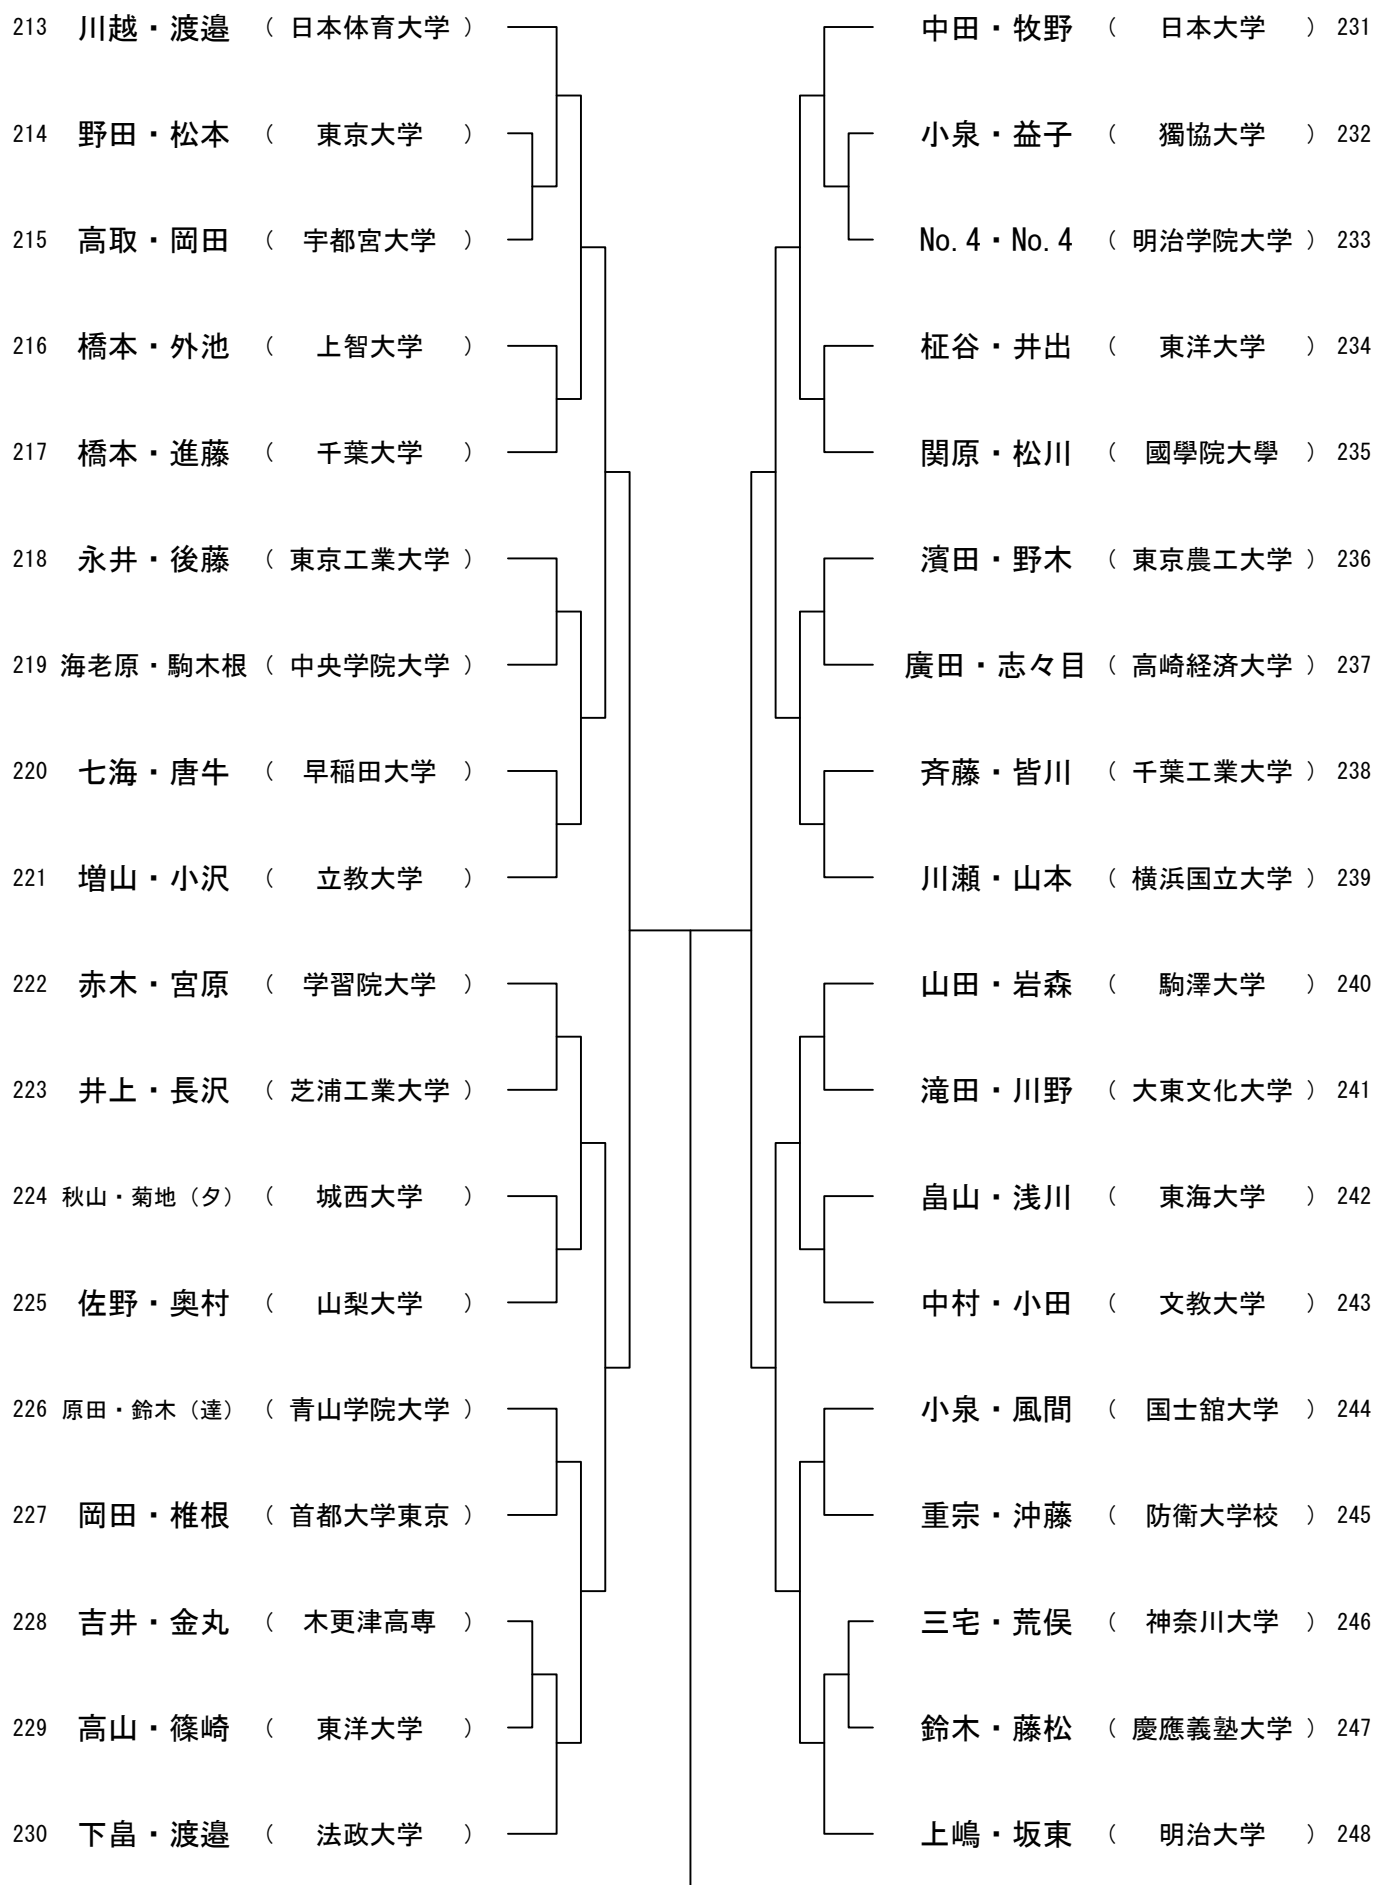 213 川越・渡邉 （ 日本体育大学 ）
214 野田・松本 （ 東京大学 ）
215 高取・岡田 （ 宇都宮大学 ）
216 橋本・外池 （ 上智大学 ）
217 橋本・進藤 （ 千葉大学 ）
218 永井・後藤 （ 東京工業大学 ）
219 海老原・駒木根 （ 中央学院大学 ）
220 七海・唐牛 （ 早稲田大学 ）
221 増山・小沢 （ 立教大学 ）
222 赤木・宮原 （ 学習院大学 ）
223 井上・長沢 （ 芝浦工業大学 ）
224 秋山・菊地（夕） （ 城西大学 ）
225 佐野・奥村 （ 山梨大学 ）
226 原田・鈴木（達） （ 青山学院大学 ）
227 岡田・椎根 （ 首都大学東京 ）
228 吉井・金丸 （ 木更津高専 ）
229 高山・篠崎 （ 東洋大学 ）
230 下畠・渡邉 （ 法政大学 ）
中田・牧野 （ 日本大学 ） 231
小泉・益子 （ 獨協大学 ） 232
No.4・No.4 （ 明治学院大学 ） 233
柾谷・井出 （ 東洋大学 ） 234
関原・松川 （ 國學院大學 ） 235
濱田・野木 （ 東京農工大学 ） 236
廣田・志々目 （ 高崎経済大学 ） 237
斉藤・皆川 （ 千葉工業大学 ） 238
川瀬・山本 （ 横浜国立大学 ） 239
山田・岩森 （ 駒澤大学 ） 240
滝田・川野 （ 大東文化大学 ） 241
畠山・浅川 （ 東海大学 ） 242
中村・小田 （ 文教大学 ） 243
小泉・風間 （ 国士舘大学 ） 244
重宗・沖藤 （ 防衛大学校 ） 245
三宅・荒俣 （ 神奈川大学 ） 246
鈴木・藤松 （ 慶應義塾大学 ） 247
上嶋・坂東 （ 明治大学 ） 248